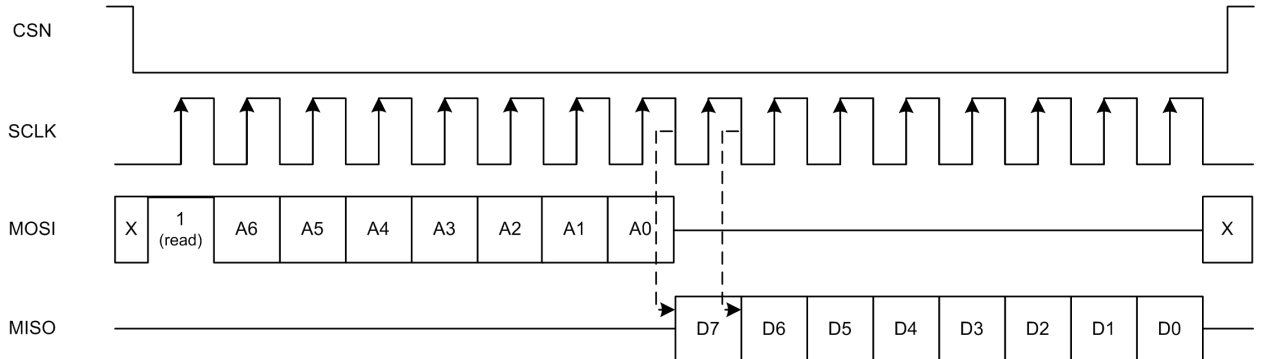 CSN
SCLK
MOSI
X
1
(read)
A6
A5
A4
A3
A2
A1
A0
X
MISO
D7
D6
D5
D4
D3
D2
D1
D0